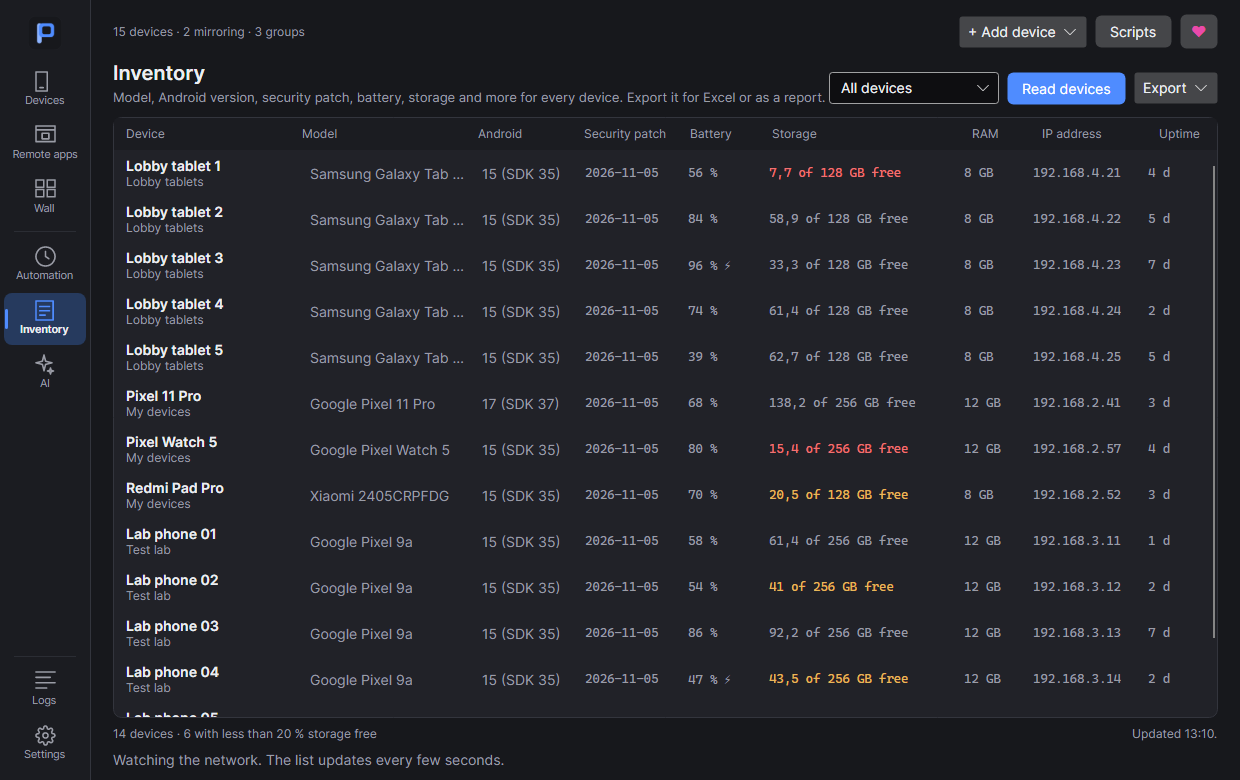 15 devices · 2 mirroring · 3 groups
+ Add device
Scripts
Devices
Remote apps
Wall
Automation
Inventory
AI
Logs
Settings
Inventory
Model, Android version, security patch, battery, storage and more for every device. Export it for Excel or as a report.
All devices
Read devices
Export
Device Model Android Security patch Battery Storage RAM IP address Uptime
Lobby tablet 1 Samsung Galaxy Tab ... 15 (SDK 35) 2026-11-05 56 % 7,7 of 128 GB free 8 GB 192.168.4.21 4 d
Lobby tablets
Lobby tablet 2 Samsung Galaxy Tab ... 15 (SDK 35) 2026-11-05 84 % 58,9 of 128 GB free 8 GB 192.168.4.22 5 d
Lobby tablets
Lobby tablet 3 Samsung Galaxy Tab ... 15 (SDK 35) 2026-11-05 96 % ⚡ 33,3 of 128 GB free 8 GB 192.168.4.23 7 d
Lobby tablets
Lobby tablet 4 Samsung Galaxy Tab ... 15 (SDK 35) 2026-11-05 74 % 61,4 of 128 GB free 8 GB 192.168.4.24 2 d
Lobby tablets
Lobby tablet 5 Samsung Galaxy Tab ... 15 (SDK 35) 2026-11-05 39 % 62,7 of 128 GB free 8 GB 192.168.4.25 5 d
Lobby tablets
Pixel 11 Pro Google Pixel 11 Pro 17 (SDK 37) 2026-11-05 68 % 138,2 of 256 GB free 12 GB 192.168.2.41 3 d
My devices
Pixel Watch 5 Google Pixel Watch 5 15 (SDK 35) 2026-11-05 80 % 15,4 of 256 GB free 12 GB 192.168.2.57 4 d
My devices
Redmi Pad Pro Xiaomi 2405CRPFDG 15 (SDK 35) 2026-11-05 70 % 20,5 of 128 GB free 8 GB 192.168.2.52 3 d
My devices
Lab phone 01 Google Pixel 9a 15 (SDK 35) 2026-11-05 58 % 61,4 of 256 GB free 12 GB 192.168.3.11 1 d
Test lab
Lab phone 02 Google Pixel 9a 15 (SDK 35) 2026-11-05 54 % 41 of 256 GB free 12 GB 192.168.3.12 2 d
Test lab
Lab phone 03 Google Pixel 9a 15 (SDK 35) 2026-11-05 86 % 92,2 of 256 GB free 12 GB 192.168.3.13 7 d
Test lab
Lab phone 04 Google Pixel 9a 15 (SDK 35) 2026-11-05 47 % ⚡ 43,5 of 256 GB free 12 GB 192.168.3.14 2 d
Test lab
Lab phone 05
14 devices · 6 with less than 20 % storage free
Updated 13:10.
Watching the network. The list updates every few seconds.